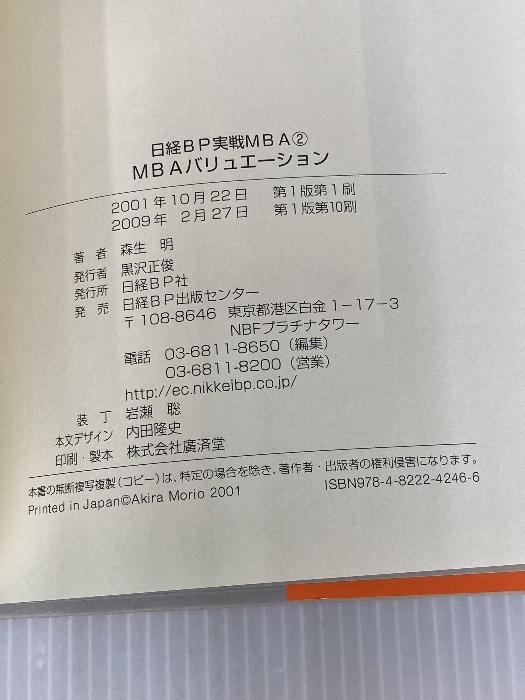 日経BP実戦MBA②
MBAバリュエーション
2001年10月22日 第1版第1刷
2009年 2月27日 第1版第10刷
著者 森生 明
発行者 黒沢正俊
発行所 日経BP社
発売 日経BP出版センター
〒108-8646 東京都港区白金1-17-3
NBFプラチナタワー
電話 03-6811-8650(編集)
03-6811-8200(営業)
http://ec.nikkeibp.co.jp/
装丁 岩瀬 聡
本文デザイン 内田隆史
印刷・製本 株式会社廣済堂
本書の無断複写複製(コピー)は、特定の場合を除き、著作者・出版者の権利侵害になります。
Printed in Japan©Akira Morio 2001 ISBN978-4-8222-4246-6